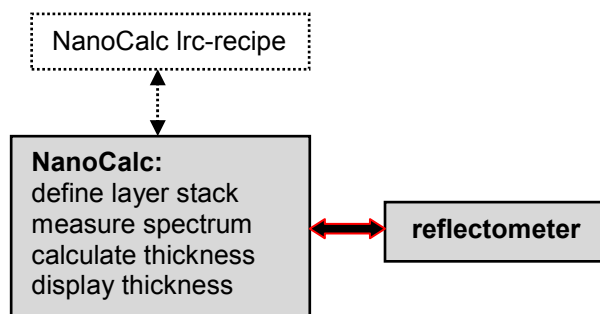 NanoCalc lrc-recipe
NanoCalc:
define layer stack
measure spectrum
calculate thickness
display thickness
reflectometer